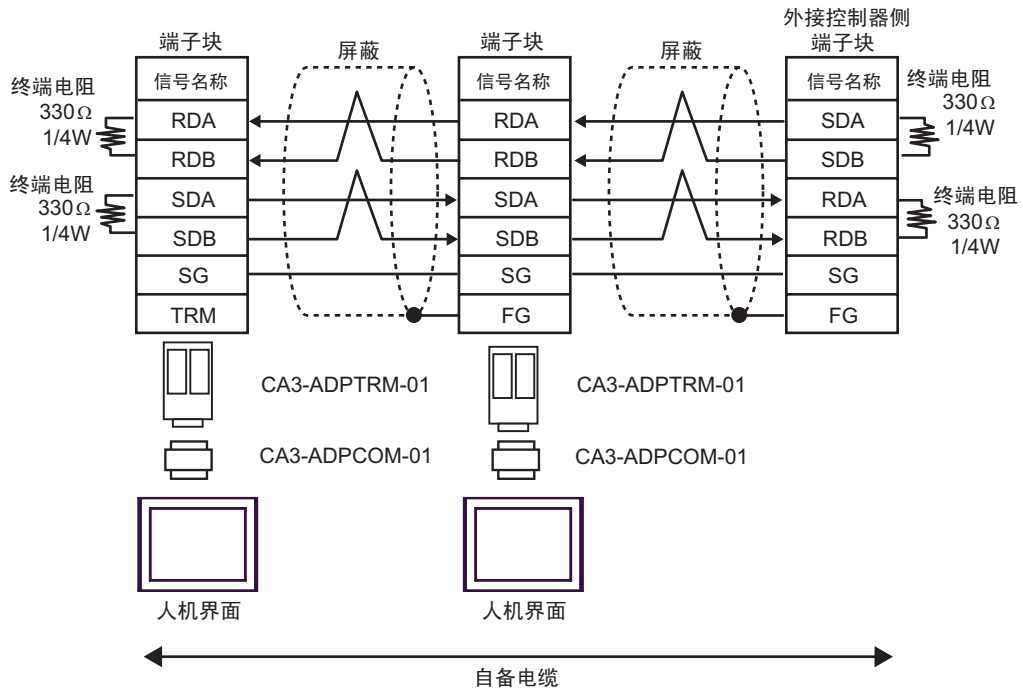 外接控制器侧
端子块
屏蔽
端子块
屏蔽
端子块
终端电阻
330Ω
1/4W
终端电阻
330Ω
1/4W
信号名称
RDA
RDB
SDA
SDB
SG
TRM
信号名称
RDA
RDB
SDA
SDB
SG
FG
信号名称
SDA
SDB
RDA
RDB
SG
FG
终端电阻
330Ω
1/4W
终端电阻
330Ω
1/4W
CA3-ADPTRM-01
CA3-ADPTRM-01
CA3-ADPCOM-01
CA3-ADPCOM-01
人机界面
人机界面
自备电缆